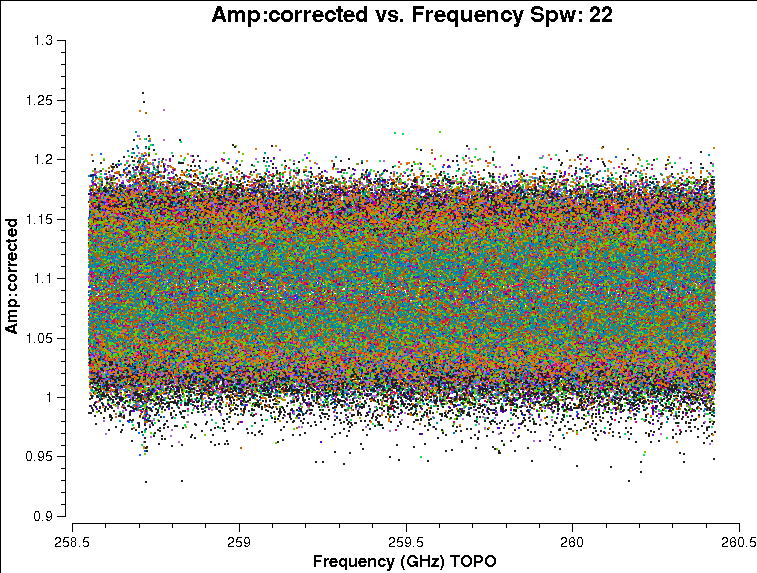 Amp:corrected vs. Frequency Spw: 22
1.3
1.25
1.2
1.15
1.1
1.05
1
0.95
0.9
Amp:corrected
258.5 259 259.5 260 260.5
Frequency (GHz) TOPO